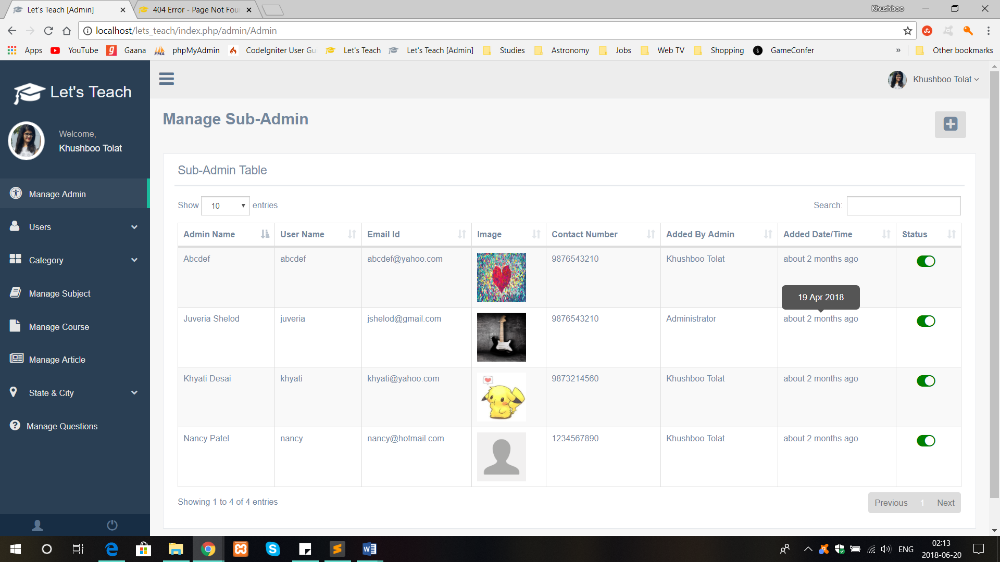 Let's Teach [Admin]
404 Error - Page Not Fou
Khushboo
localhost/lets_teach/index.php/admin/Admin
Apps YouTube Gaana phpMyAdmin CodeIgniter User Gu Let's Teach Let's Teach [Admin] Studies Astronomy Jobs Web TV Shopping GameConfer » Other bookmarks
Let's Teach
Khushboo Tolat
Welcome,
Khushboo Tolat
Manage Admin
Users
Category
Manage Subject
Manage Course
Manage Article
State & City
Manage Questions
Manage Sub-Admin
Sub-Admin Table
Show 10 entries
Search:
Admin Name User Name Email Id Image Contact Number Added By Admin Added Date/Time Status
Abcdef abcdef abcdef@yahoo.com 9876543210 Khushboo Tolat about 2 months ago
19 Apr 2018
Juveria Shelod juveria jshelod@gmail.com 9876543210 Administrator about 2 months ago
Khyati Desai khyati khyati@yahoo.com 9873214560 Khushboo Tolat about 2 months ago
Nancy Patel nancy nancy@hotmail.com 1234567890 Khushboo Tolat about 2 months ago
Showing 1 to 4 of 4 entries
Previous 1 Next
ENG
02:13
2018-06-20